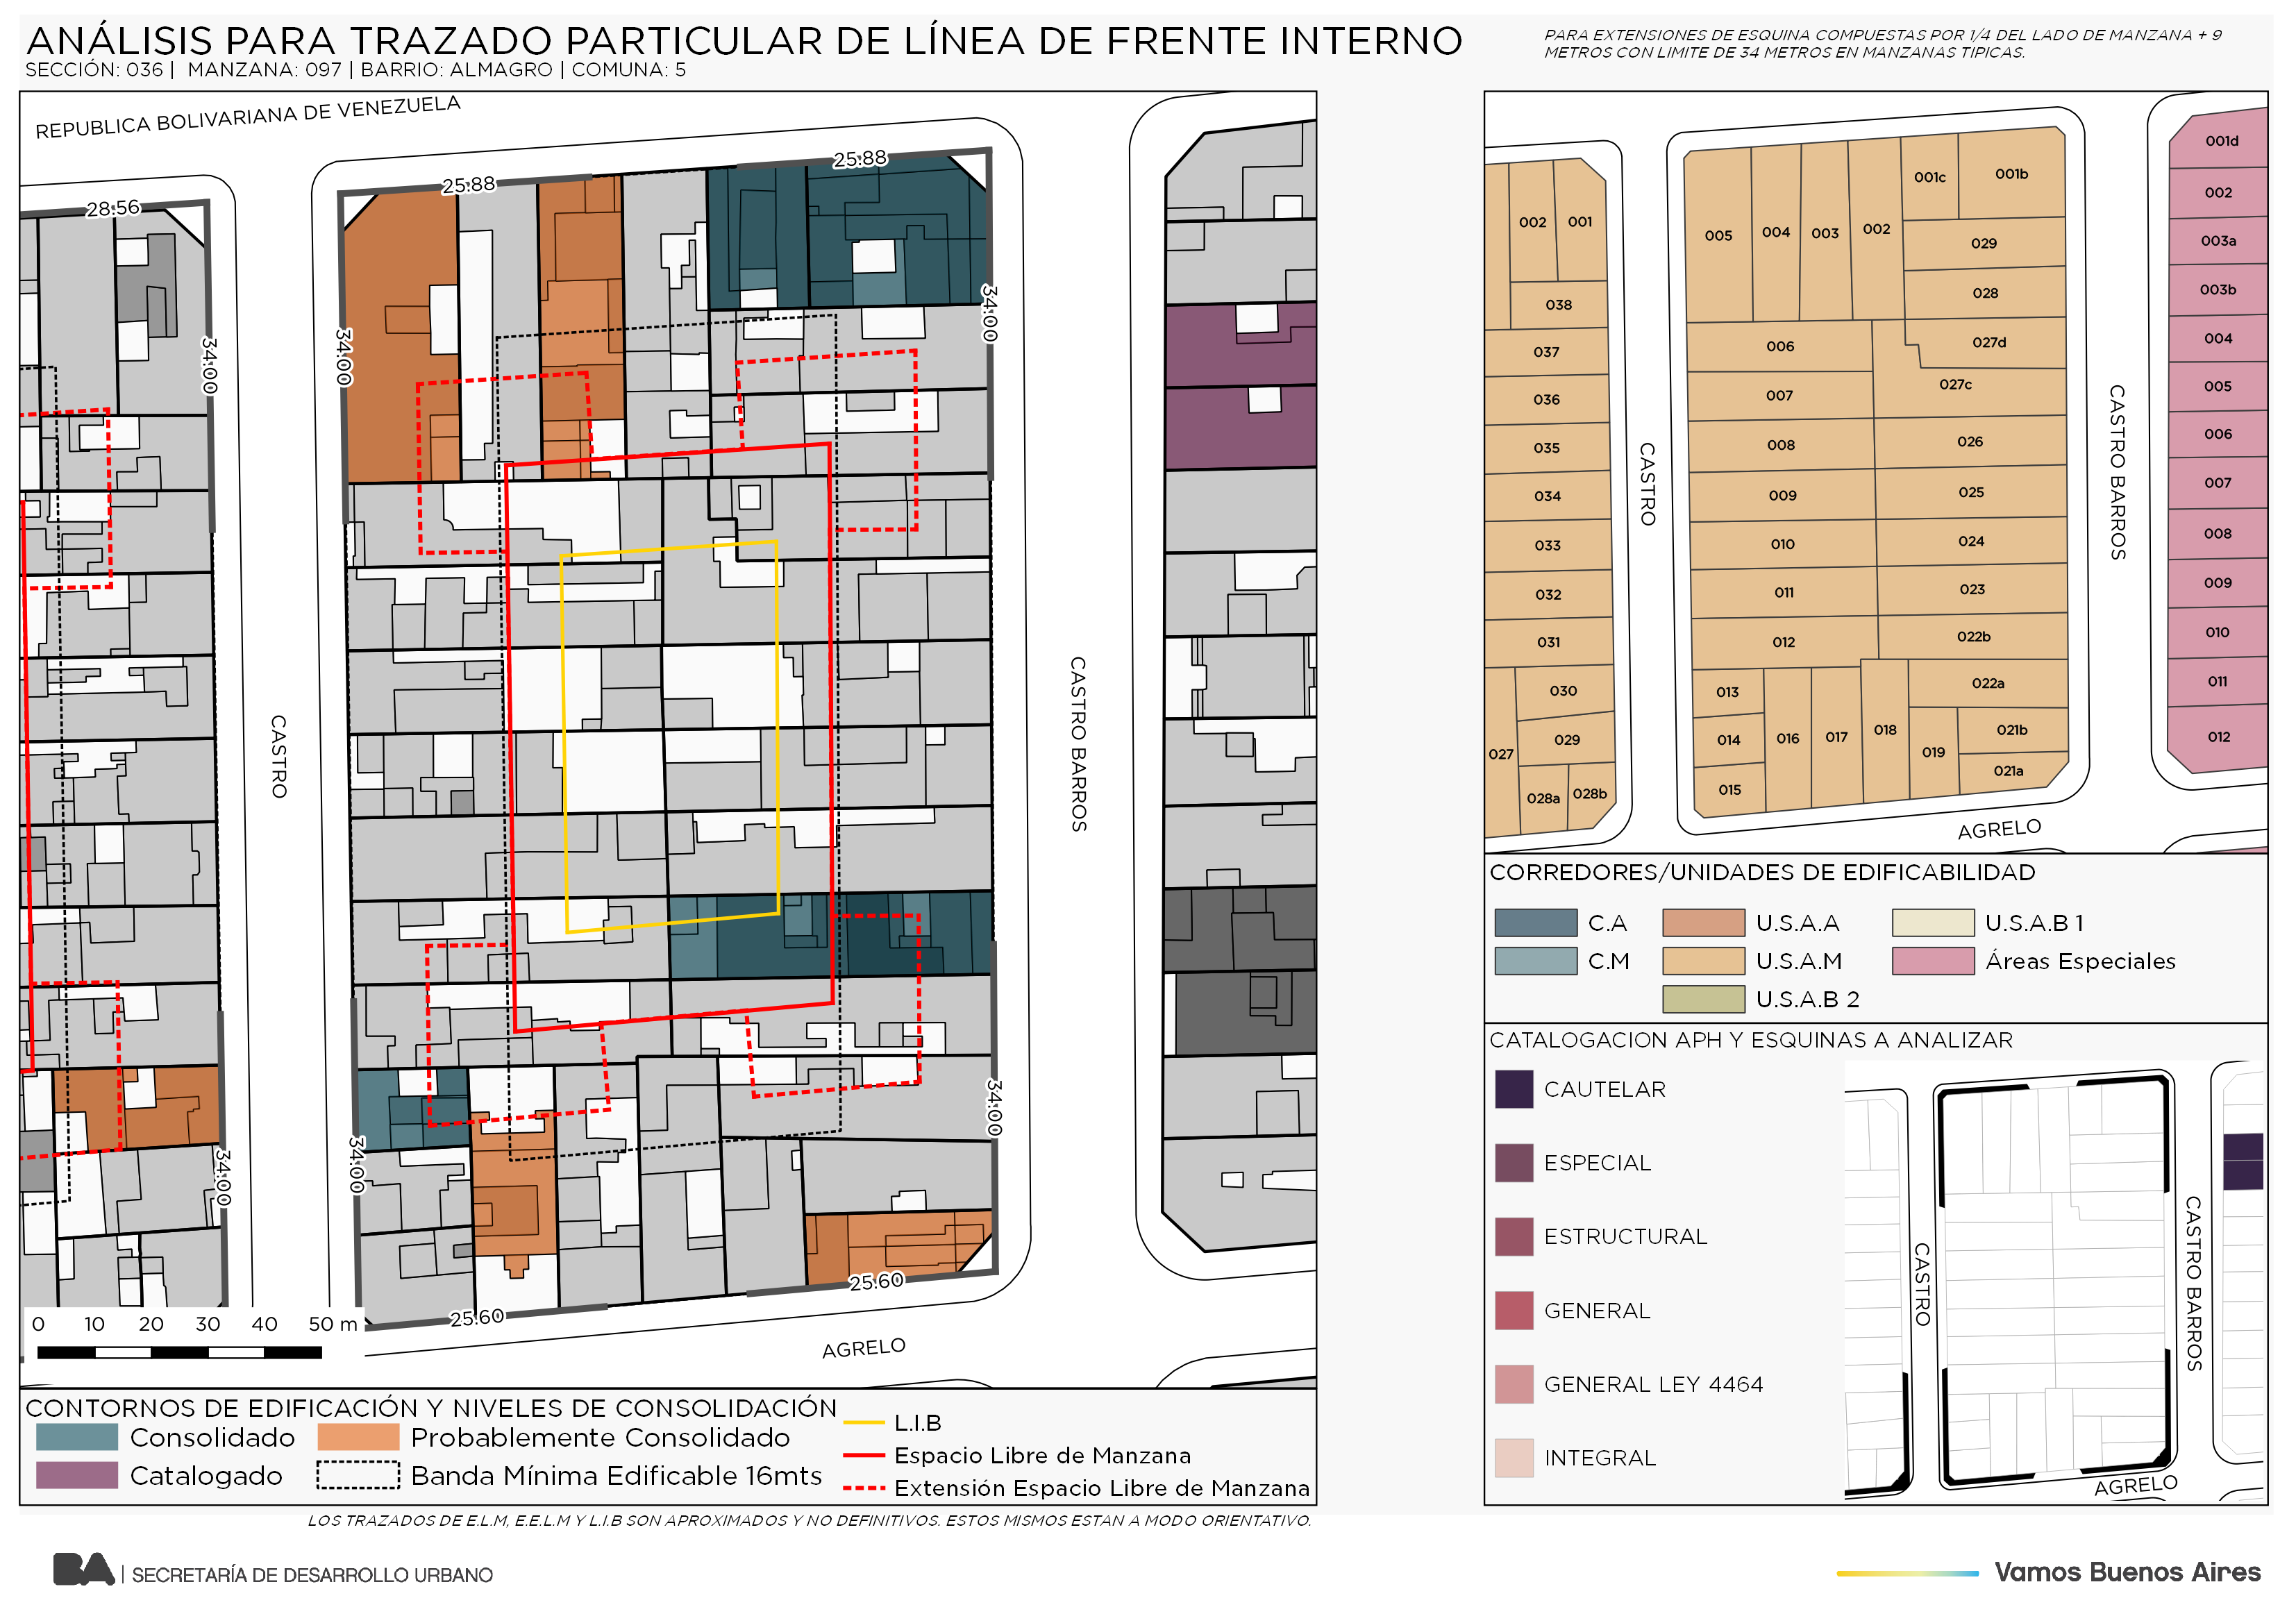 ANÁLISIS PARA TRAZADO PARTICULAR DE LÍNEA DE FRENTE INTERNO
SECCIÓN: 036 | MANZANA: 097 | BARRIO: ALMAGRO | COMUNA: 5
PARA EXTENSIONES DE ESQUINA COMPUESTAS POR 1/4 DEL LADO DE MANZANA + 9
METROS CON LIMITE DE 34 METROS EN MANZANAS TIPICAS.
REPUBLICA BOLIVARIANA DE VENEZUELA
25.88
25.88
28.56
34.00
34.00
34.00
CASTRO
CASTRO BARROS
34.00
34.00
34.00
25.60
25.60
AGRELO
0 10 20 30 40 50 m
CONTORNOS DE EDIFICACIÓN Y NIVELES DE CONSOLIDACIÓN
Consolidado
Probablemente Consolidado
Catalogado
Banda Mínima Edificable 16mts
L.I.B
Espacio Libre de Manzana
Extensión Espacio Libre de Manzana
LOS TRAZADOS DE E.L.M, E.E.L.M Y L.I.B SON APROXIMADOS Y NO DEFINITIVOS. ESTOS MISMOS ESTAN A MODO ORIENTATIVO.
002
001
038
037
036
035
034
033
032
031
030
029
027
028a
028b
CASTRO
005
004
003
002
001c
001b
029
028
027d
027c
006
007
008
026
009
025
010
024
011
023
012
022b
013
022a
014
016
017
018
019
021b
015
021a
CASTRO BARROS
AGRELO
001d
002
003a
003b
004
005
006
007
008
009
010
011
012
CORREDORES/UNIDADES DE EDIFICABILIDAD
C.A
U.S.A.A
U.S.A.B 1
C.M
U.S.A.M
Áreas Especiales
U.S.A.B 2
CATALOGACION APH Y ESQUINAS A ANALIZAR
CAUTELAR
ESPECIAL
ESTRUCTURAL
GENERAL
GENERAL LEY 4464
INTEGRAL
CASTRO
CASTRO BARROS
AGRELO
BA | SECRETARÍA DE DESARROLLO URBANO
Vamos Buenos Aires